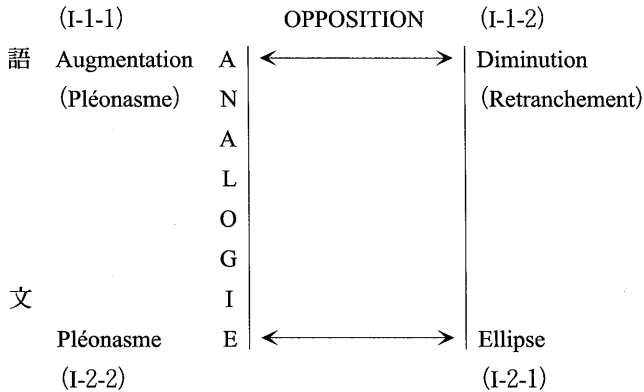 (I-1-1) OPPOSITION (I-1-2)
語 Augmentation A Diminution
(Pléonasme) N (Retranchement)
A
L
O
G
文 I
Pléonasme E Ellipse
(I-2-2) (I-2-1)